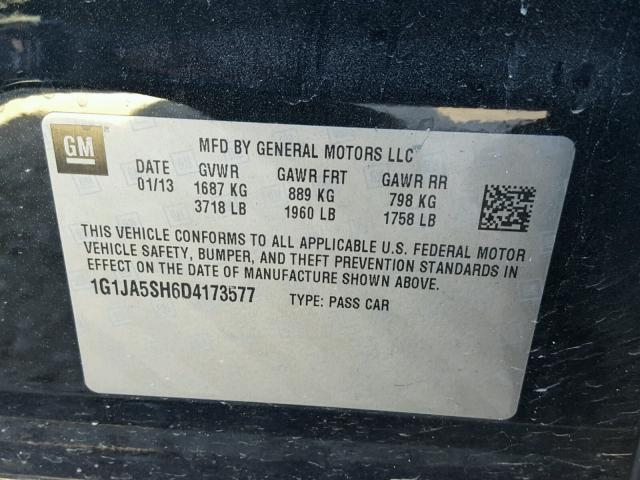 GM
MFD BY GENERAL MOTORS LLC
DATE GVWR GAWR FRT GAWR RR
01/13 1687 KG 889 KG 798 KG
3718 LB 1960 LB 1758 LB
THIS VEHICLE CONFORMS TO ALL APPLICABLE U.S. FEDERAL MOTOR
VEHICLE SAFETY, BUMPER, AND THEFT PREVENTION STANDARDS IN
EFFECT ON THE DATE OF MANUFACTURE SHOWN ABOVE.
1G1JA5SH6D4173577 TYPE: PASS CAR